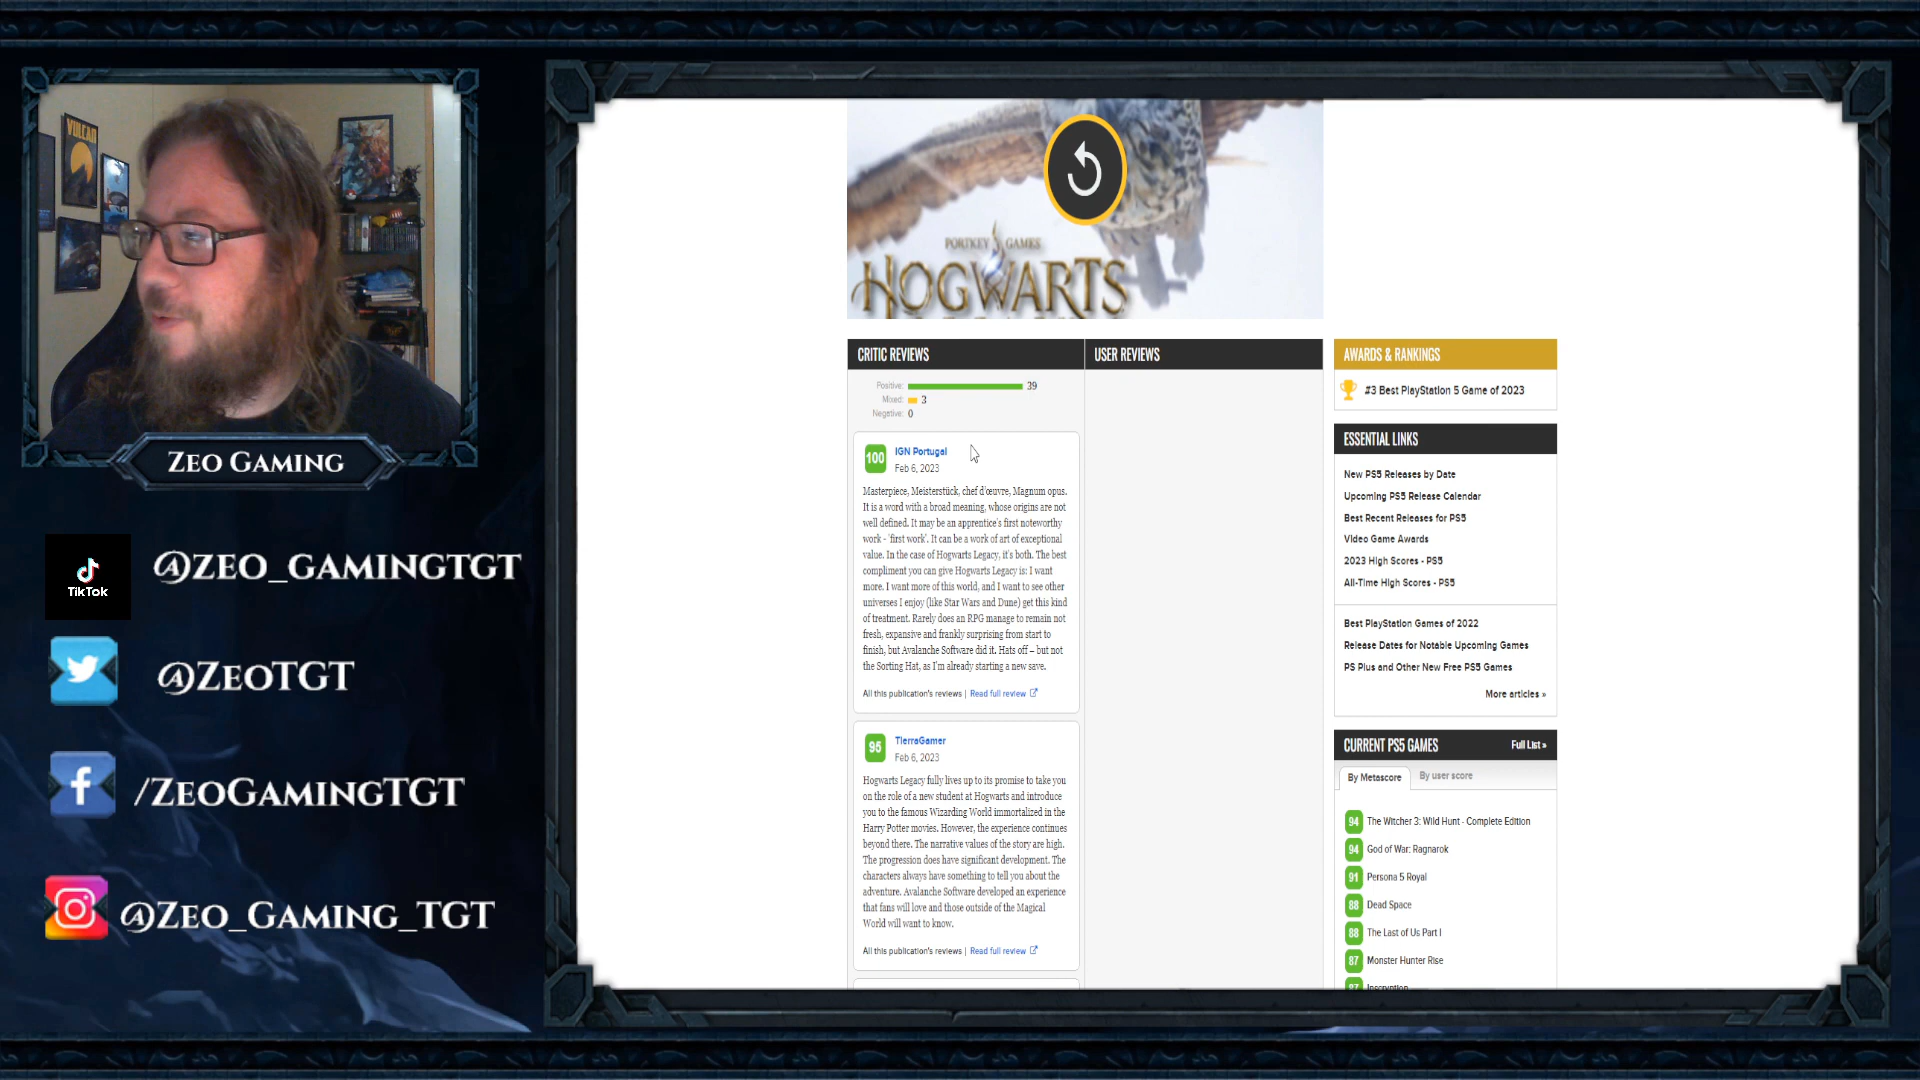 VULCAN
ZEO GAMING
TikTok
@ZEO_GAMINGTGT
@ZEOTGT
/ZEOGAMINGTGT
@ZEO_GAMING_TGT
PORTKEY GAMES
HOGWARTS
CRITIC REVIEWS
Positive: 39
Mixed: 3
Negative: 0
100 IGN Portugal
Feb 6, 2023
Masterpiece, Meisterstück, chef d'œuvre, Magnum opus.
It is a word with a broad meaning, whose origins are not
well defined. It may be an apprentice's first noteworthy
work - 'first work'. It can be a work of art of exceptional
value. In the case of Hogwarts Legacy, it's both. The best
compliment you can give Hogwarts Legacy is: I want
more. I want more of this world, and I want to see other
universes I enjoy (like Star Wars and Dune) get this kind
of treatment. Rarely does an RPG manage to remain not
fresh, expansive and frankly surprising from start to
finish, but Avalanche Software did it. Hats off – but not
the Sorting Hat, as I'm already starting a new save.
All this publication's reviews | Read full review
95 TierraGamer
Feb 6, 2023
Hogwarts Legacy fully lives up to its promise to take you
on the role of a new student at Hogwarts and introduce
you to the famous Wizarding World immortalized in the
Harry Potter movies. However, the experience continues
beyond there. The narrative values of the story are high.
The progression does have significant development. The
characters always have something to tell you about the
adventure. Avalanche Software developed an experience
that fans will love and those outside of the Magical
World will want to know.
All this publication's reviews | Read full review
USER REVIEWS
AWARDS & RANKINGS
#3 Best PlayStation 5 Game of 2023
ESSENTIAL LINKS
New PS5 Releases by Date
Upcoming PS5 Release Calendar
Best Recent Releases for PS5
Video Game Awards
2023 High Scores - PS5
All-Time High Scores - PS5
Best PlayStation Games of 2022
Release Dates for Notable Upcoming Games
PS Plus and Other New Free PS5 Games
More articles »
CURRENT PS5 GAMES Full List »
By Metascore By user score
94 The Witcher 3: Wild Hunt - Complete Edition
94 God of War: Ragnarok
91 Persona 5 Royal
88 Dead Space
88 The Last of Us Part I
87 Monster Hunter Rise
87 Inscryption